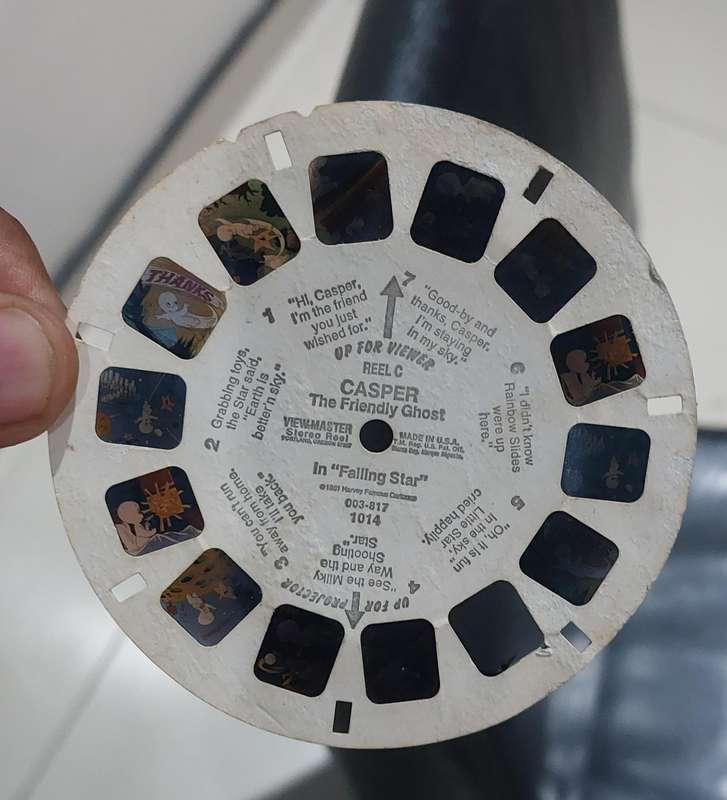 THANKS
UP FOR VIEWER
REEL C
CASPER
The Friendly Ghost
VIEW-MASTER
Stereo Reel
PORTLAND, OREGON
MADE IN U.S.A.
T.M. Reg. U.S. Pat. Off.
In "Falling Star"
Harvey Famous Cartoons
003-817
1014
UP FOR PROJECTOR
1
"Hi, Casper,
I'm the friend
you just
wished for."
2
Grabbing toys,
the Star said,
"Earth is
better'n sky."
3
"You can't run
away from home.
I'll take
you back."
4
"See the Milky
Way and the
Shooting
Star."
5
"Oh, it is fun
in the sky,"
Little Star
cried happily.
6
"I didn't know
Rainbow Slides
were up
here."
7
"Good-by and
thanks, Casper.
I'm staying
in my sky."